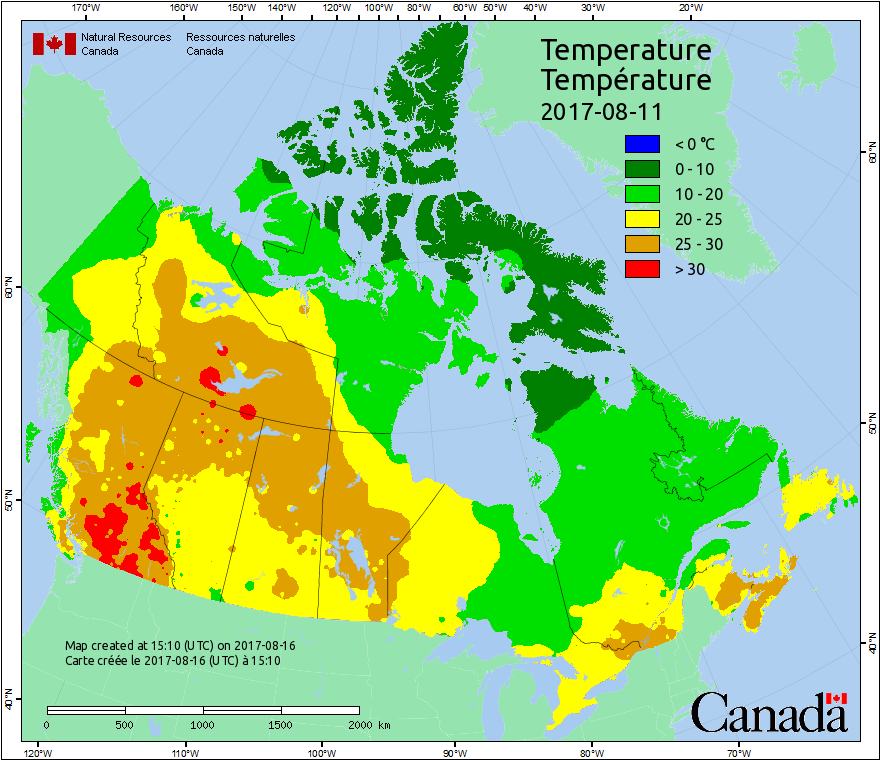 170°W 160°W 150°W 140°W 130°W 120°W 110°W 100°W 90°W 80°W 70°W 60°W 50°W 40°W 30°W 20°W
Natural Resources Ressources naturelles
Canada Canada
Temperature
Température
2017-08-11
< 0 °C
0 - 10
10 - 20
20 - 25
25 - 30
> 30
60°N
60°N
50°N
50°N
40°N
40°N
Map created at 15:10 (UTC) on 2017-08-16
Carte créée le 2017-08-16 (UTC) à 15:10
0 500 1000 1500 2000 km
Canada
120°W 110°W 100°W 90°W 80°W 70°W